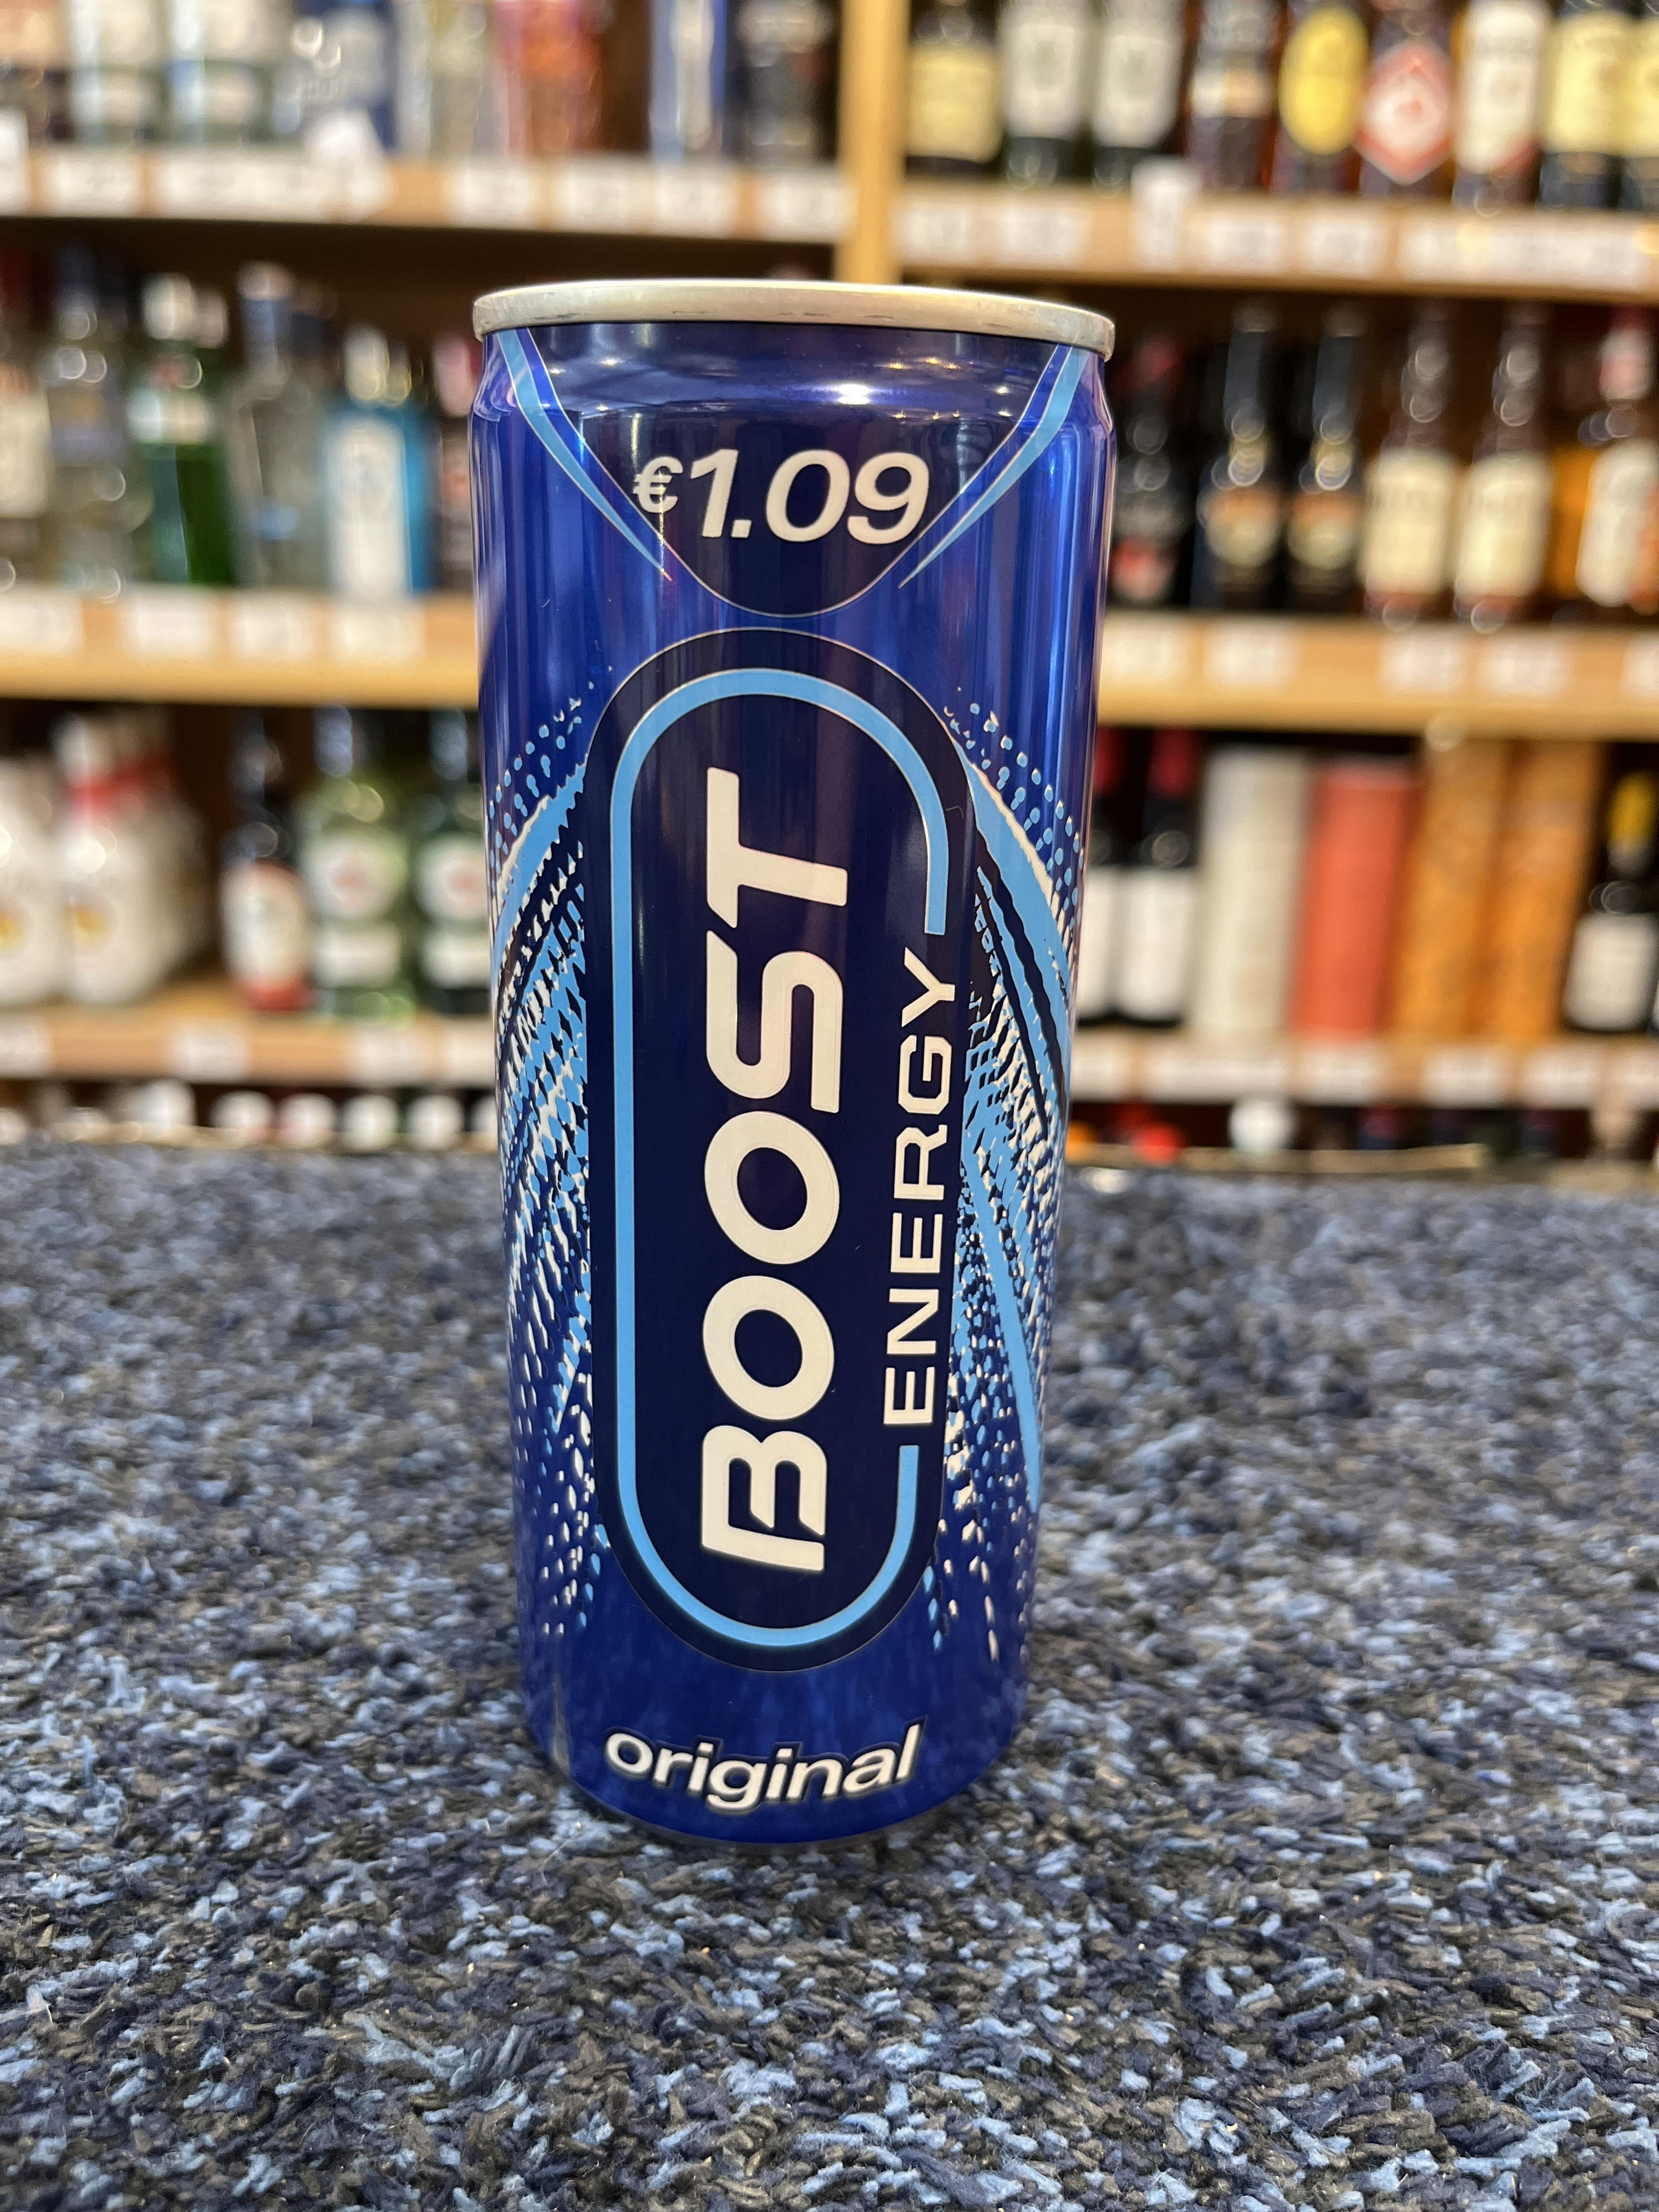 €1.09
BOOST
ENERGY
original